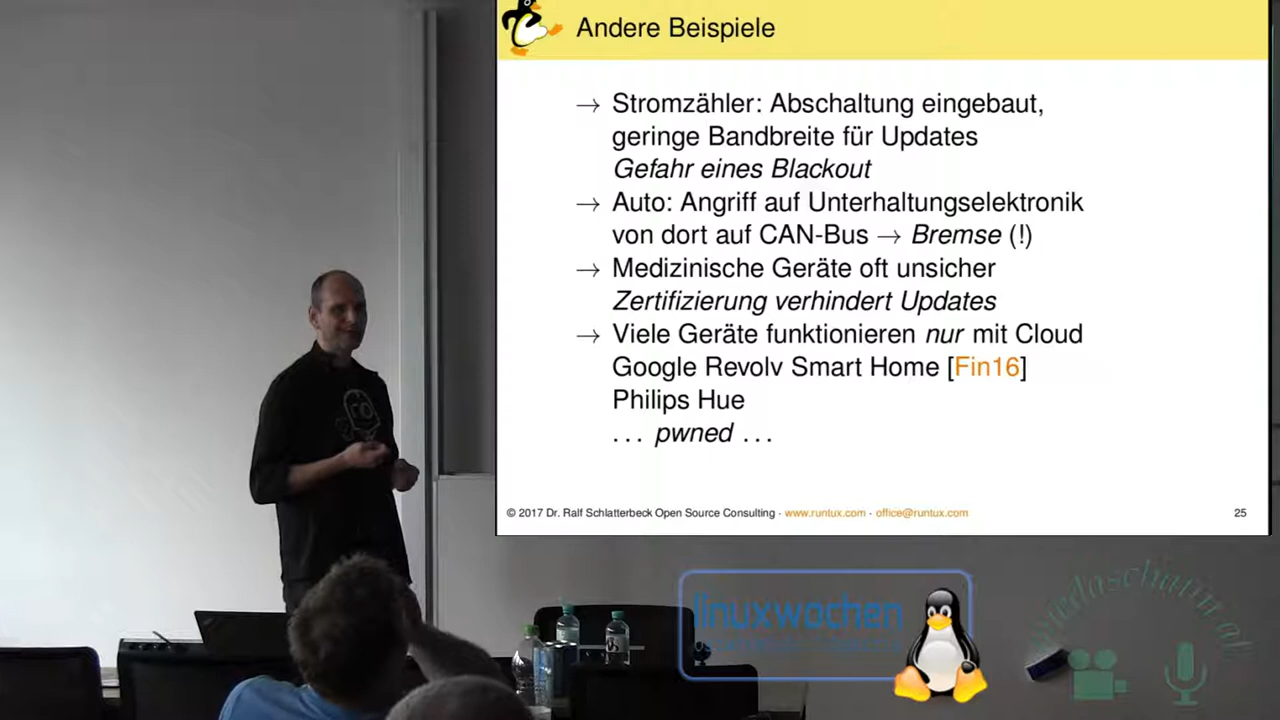 Andere Beispiele
→ Stromzähler: Abschaltung eingebaut,
geringe Bandbreite für Updates
Gefahr eines Blackout
→ Auto: Angriff auf Unterhaltungselektronik
von dort auf CAN-Bus → Bremse (!)
→ Medizinische Geräte oft unsicher
Zertifizierung verhindert Updates
→ Viele Geräte funktionieren nur mit Cloud
Google Revolv Smart Home [Fin16]
Philips Hue
... pwned ...
© 2017 Dr. Ralf Schlatterbeck Open Source Consulting · www.runtux.com · office@runtux.com
25
linuxwochen